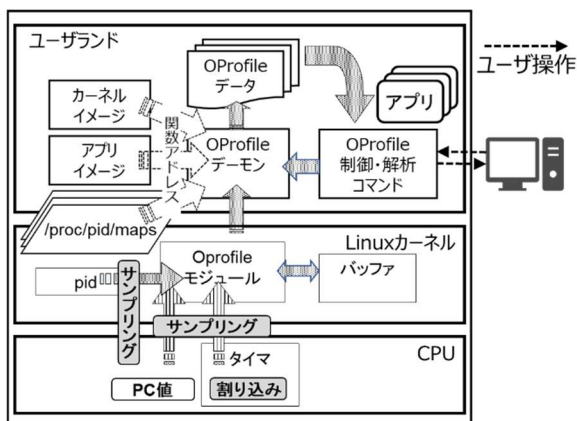 ユーザランド
OProfile
データ
カーネル
イメージ
アプリ
イメージ
関数アドレス
/proc/pid/maps
OProfile
デーモン
アプリ
OProfile
制御・解析
コマンド
ユーザ操作
Linuxカーネル
pid
サンプリング
Oprofile
モジュール
バッファ
サンプリング
CPU
タイマ
PC値
割り込み